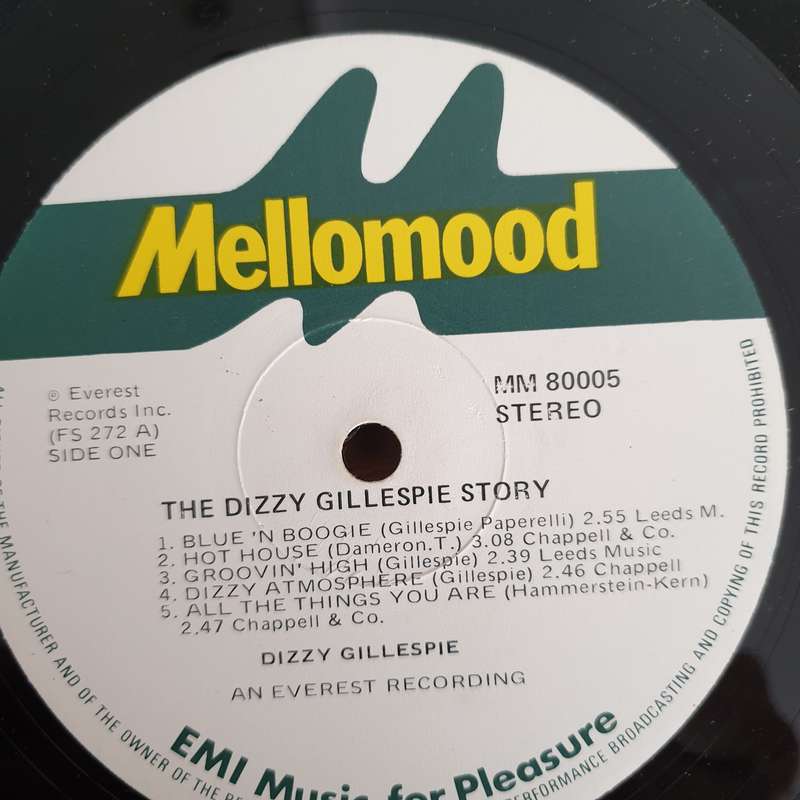 Mellomood
℗ Everest
Records Inc.
(FS 272 A)
SIDE ONE
MM 80005
STEREO
THE DIZZY GILLESPIE STORY
1. BLUE 'N BOOGIE (Gillespie Paperelli) 2.55 Leeds M.
2. HOT HOUSE (Dameron.T.) 3.08 Chappell & Co.
3. GROOVIN' HIGH (Gillespie) 2.39 Leeds Music
4. DIZZY ATMOSPHERE (Gillespie) 2.46 Chappell
5. ALL THE THINGS YOU ARE (Hammerstein-Kern)
2.47 Chappell & Co.
DIZZY GILLESPIE
AN EVEREST RECORDING
EMI Music for Pleasure
MANUFACTURER AND OF THE OWNER OF THE
PERFORMANCE BROADCASTING AND COPYING OF THIS RECORD PROHIBITED